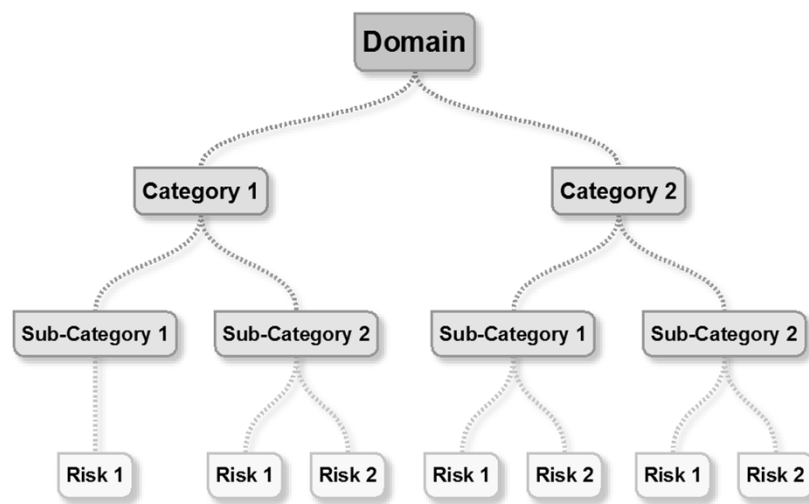 Domain
Category 1
Category 2
Sub-Category 1
Sub-Category 2
Sub-Category 1
Sub-Category 2
Risk 1
Risk 1
Risk 2
Risk 1
Risk 2
Risk 1
Risk 2